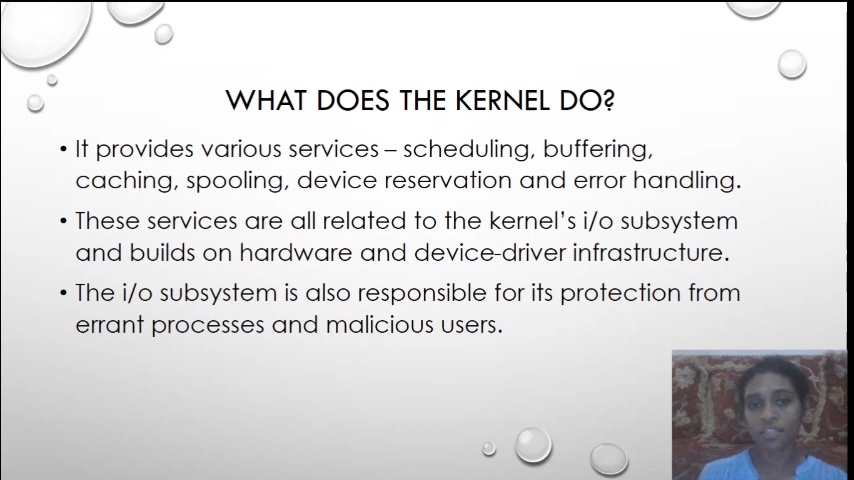 WHAT DOES THE KERNEL DO?
• It provides various services – scheduling, buffering,
caching, spooling, device reservation and error handling.
• These services are all related to the kernel's i/o subsystem
and builds on hardware and device-driver infrastructure.
• The i/o subsystem is also responsible for its protection from
errant processes and malicious users.